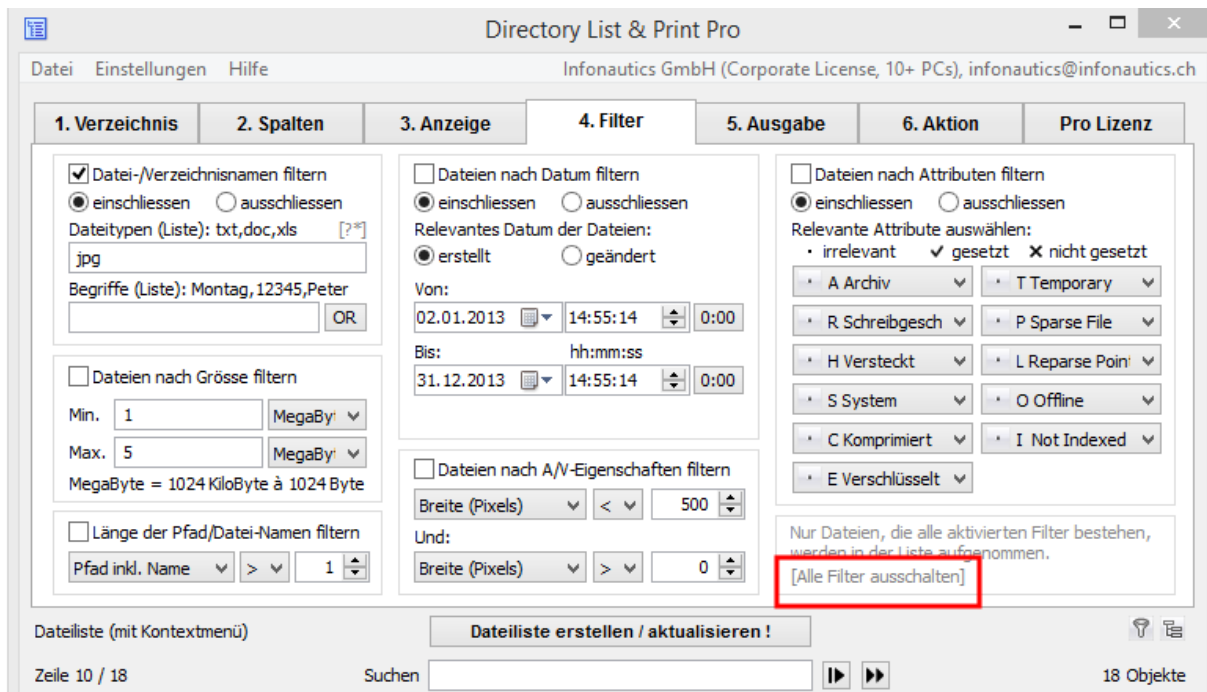 Directory List & Print Pro
Datei Einstellungen Hilfe
Infonautics GmbH (Corporate License, 10+ PCs), infonautics@infonautics.ch
1. Verzeichnis 2. Spalten 3. Anzeige 4. Filter 5. Ausgabe 6. Aktion Pro Lizenz
Datei-/Verzeichnisnamen filtern
einschliessen ausschliessen
Dateitypen (Liste): txt,doc,xls [?*]
jpg
Begriffe (Liste): Montag,12345,Peter
OR
Dateien nach Grösse filtern
Min. 1 MegaByt
Max. 5 MegaByt
MegaByte = 1024 KiloByte à 1024 Byte
Länge der Pfad/Datei-Namen filtern
Pfad inkl. Name > 1
Dateien nach Datum filtern
einschliessen ausschliessen
Relevantes Datum der Dateien:
erstellt geändert
Von:
02.01.2013 14:55:14 0:00
Bis: hh:mm:ss
31.12.2013 14:55:14 0:00
Dateien nach A/V-Eigenschaften filtern
Breite (Pixels) < 500
Und:
Breite (Pixels) > 0
Dateien nach Attributen filtern
einschliessen ausschliessen
Relevante Attribute auswählen:
· irrelevant ✓ gesetzt ✗ nicht gesetzt
· A Archiv · T Temporary
· R Schreibgesch · P Sparse File
· H Versteckt · L Reparse Point
· S System · O Offline
· C Komprimiert · I Not Indexed
· E Verschlüsselt
Nur Dateien, die alle aktivierten Filter bestehen,
werden in der Liste aufgenommen.
[Alle Filter ausschalten]
Dateiliste (mit Kontextmenü) Dateiliste erstellen / aktualisieren !
Zeile 10 / 18 Suchen 18 Objekte